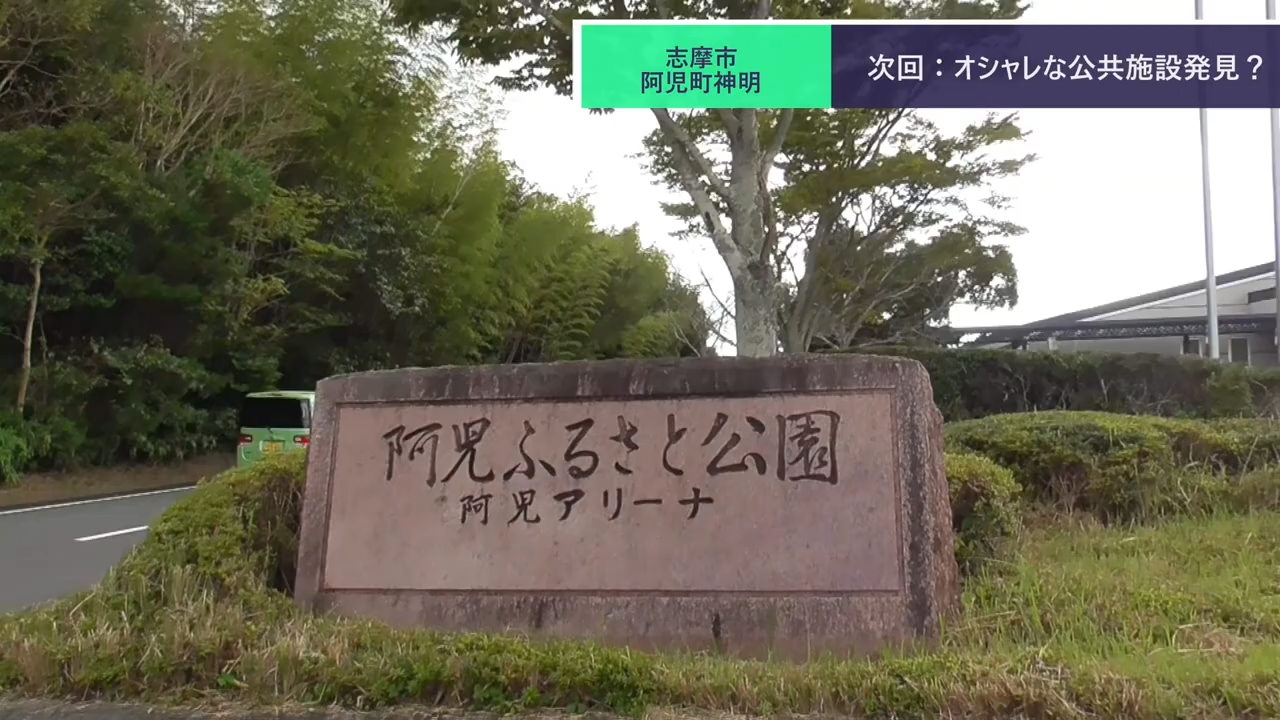 志摩市
阿児町神明
次回：オシャレな公共施設発見？
阿児ふるさと公園
阿児アリーナ